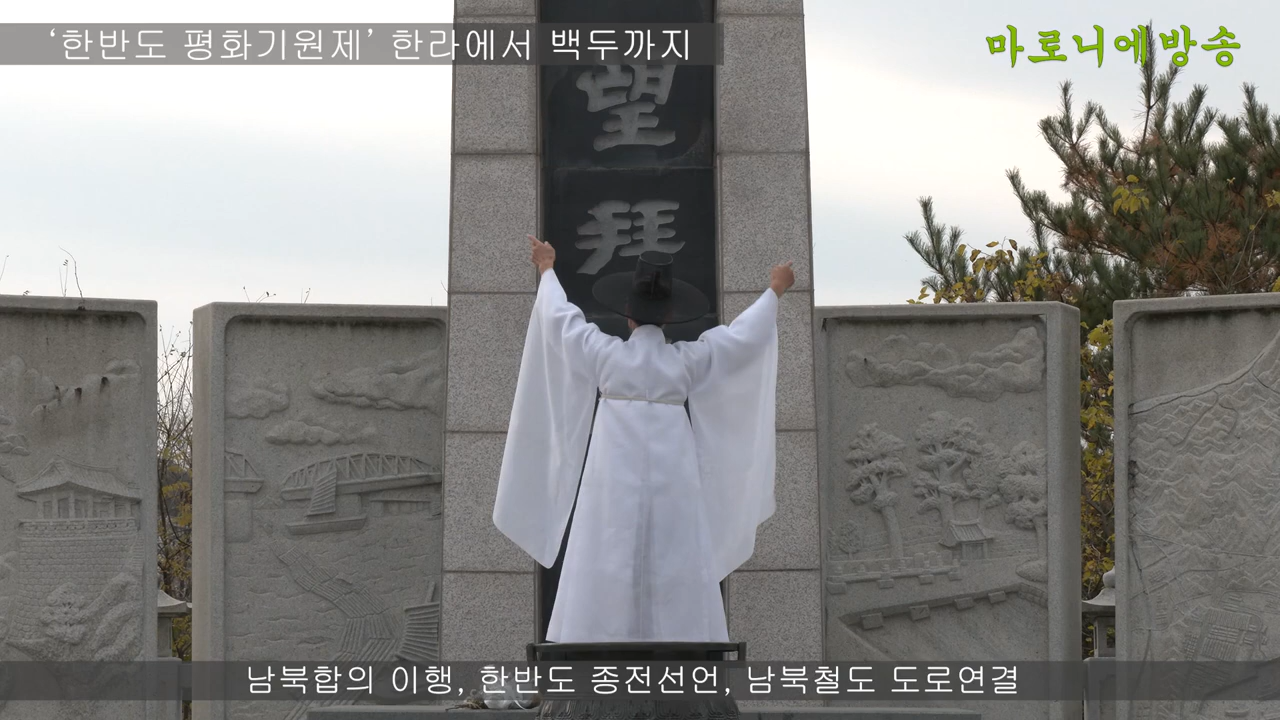 ‘한반도 평화기원제’ 한라에서 백두까지
마로니에방송
望
拜
남북합의 이행, 한반도 종전선언, 남북철도 도로연결